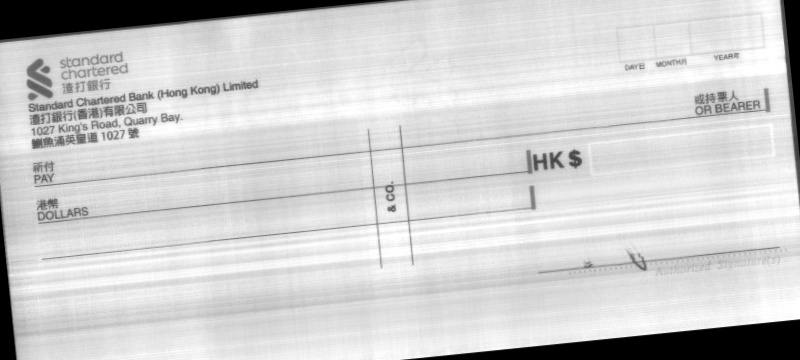 standard
chartered
渣打銀行
Standard Chartered Bank (Hong Kong) Limited
渣打銀行(香港)有限公司
1027 King's Road, Quarry Bay.
鰂魚涌英皇道 1027 號
DAY日 MONTH月 YEAR年
或持票人
OR BEARER
祈付
PAY
HK $
港幣
DOLLARS
& CO.
Authorized Signature(s)